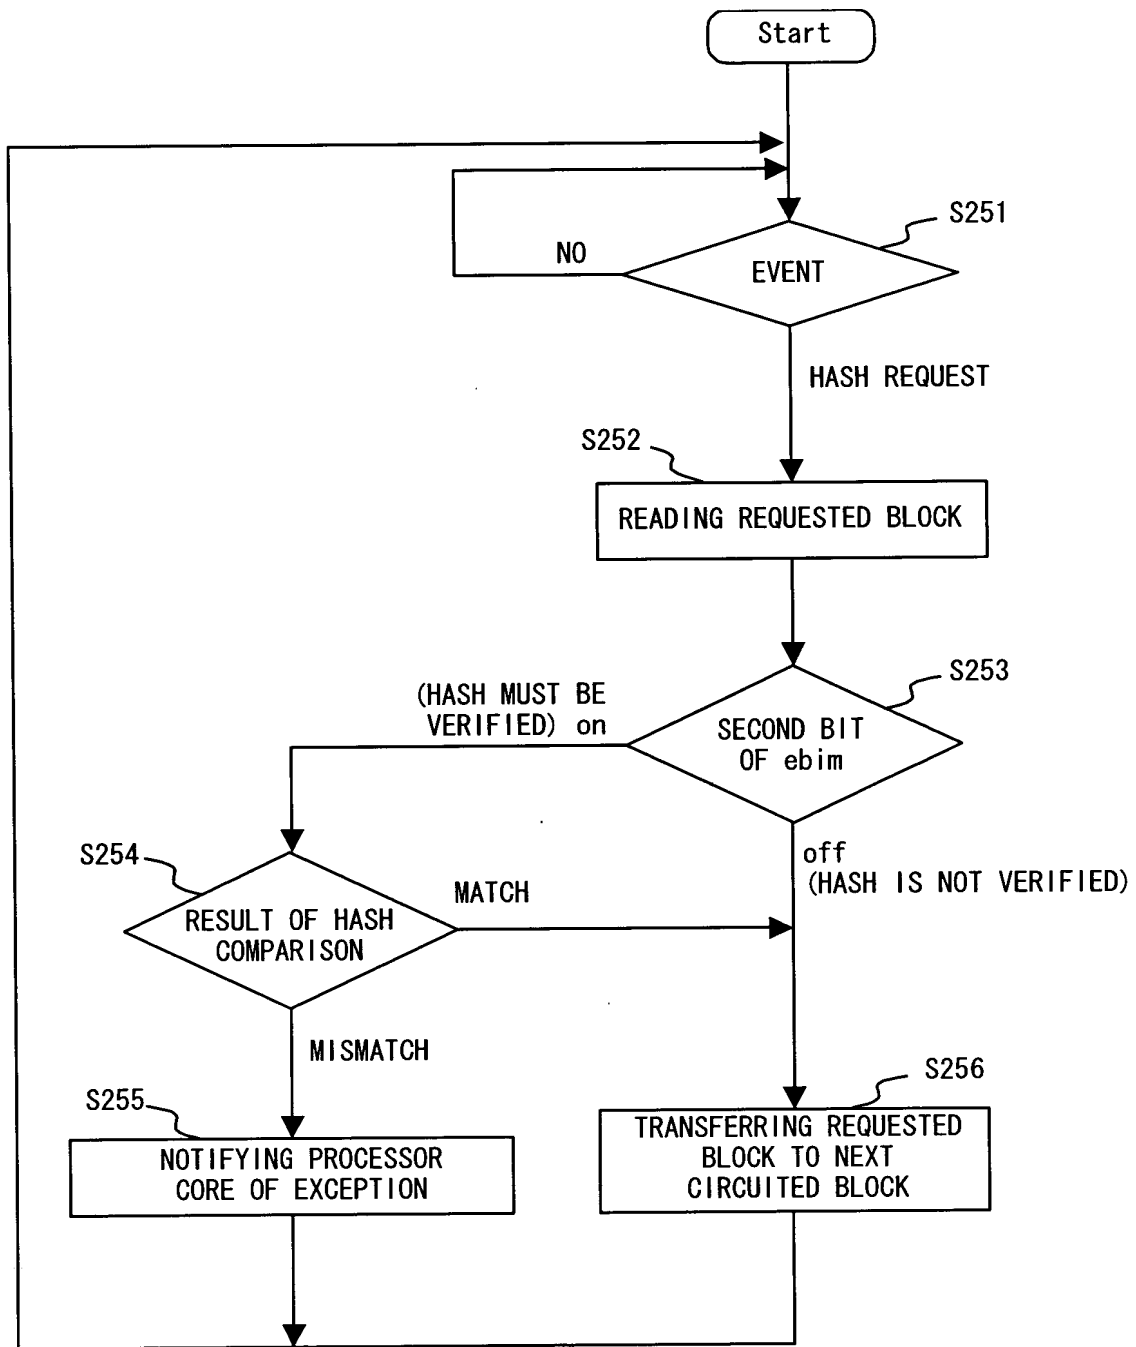 Start
S251
NO
EVENT
HASH REQUEST
S252
READING REQUESTED BLOCK
S253
(HASH MUST BE
VERIFIED) on
SECOND BIT
OF ebim
S254
off
(HASH IS NOT VERIFIED)
MATCH
RESULT OF HASH
COMPARISON
MISMATCH
S255
S256
NOTIFYING PROCESSOR
CORE OF EXCEPTION
TRANSFERRING REQUESTED
BLOCK TO NEXT
CIRCUITED BLOCK